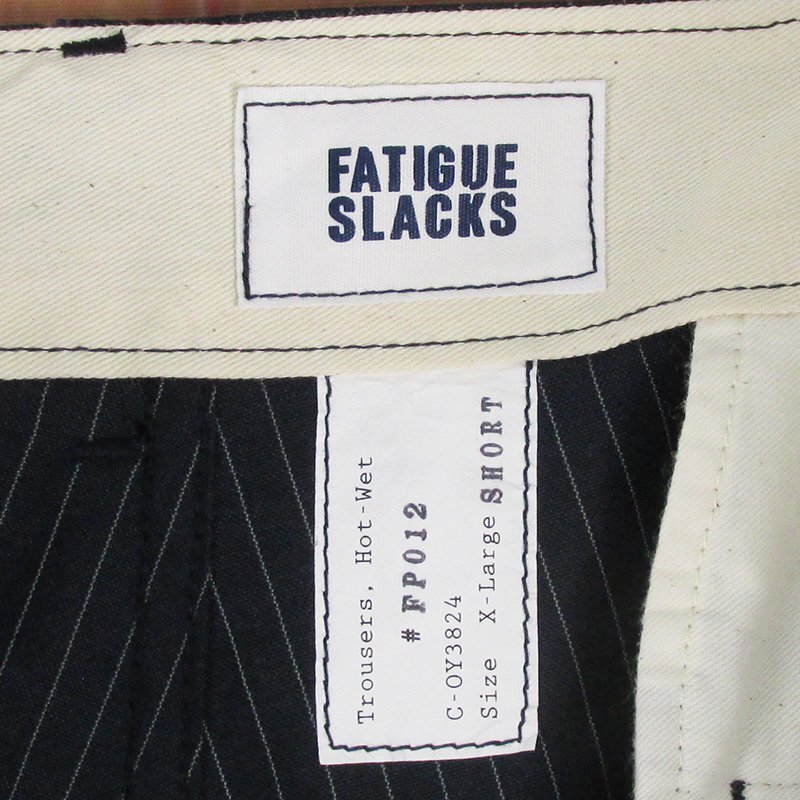 FATIGUE
SLACKS
Trousers, Hot-Wet
# FP012
C-OY3824
Size X-Large SHORT